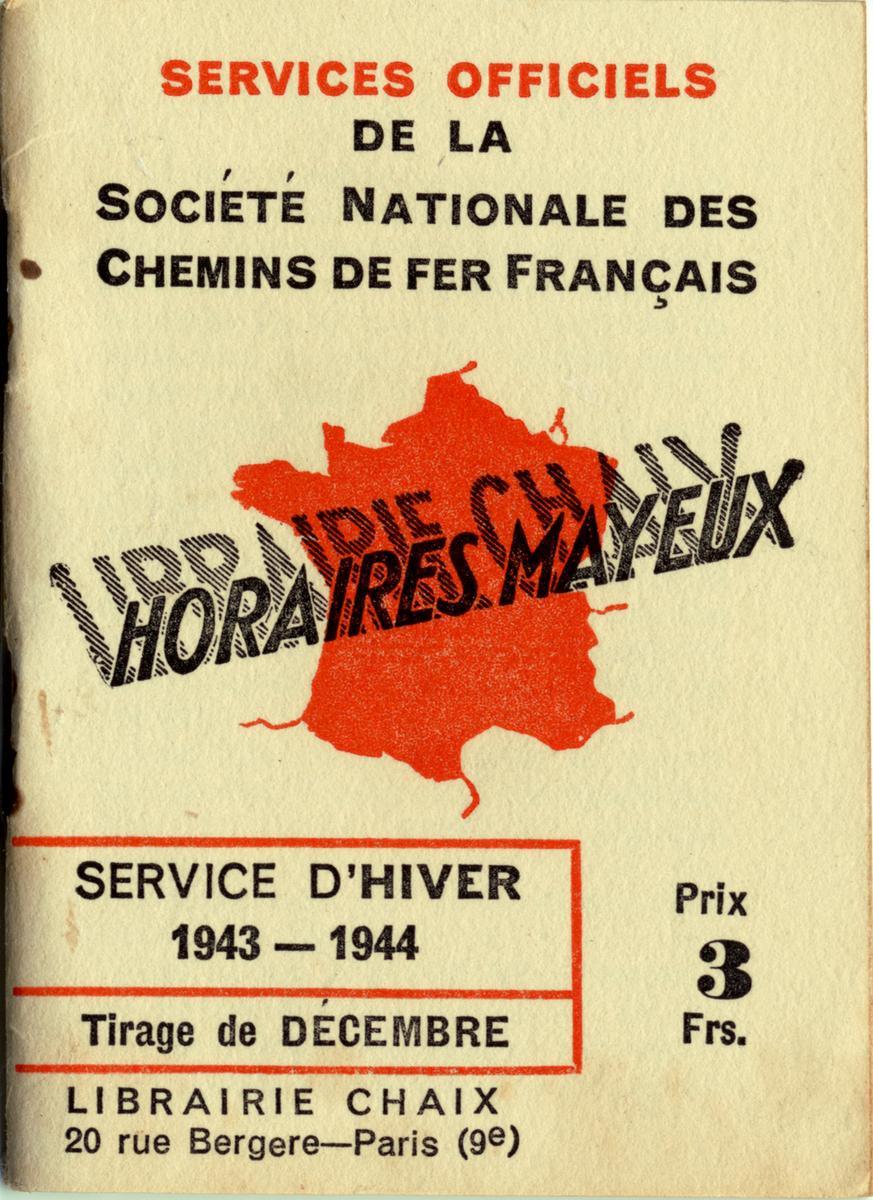 SERVICES OFFICIELS
DE LA
SOCIÉTÉ NATIONALE DES
CHEMINS DE FER FRANÇAIS
LIBRAIRIE CHAIX
HORAIRES MAYEUX
SERVICE D'HIVER
1943 — 1944
Tirage de DÉCEMBRE
Prix
3
Frs.
LIBRAIRIE CHAIX
20 rue Bergere—Paris (9e)